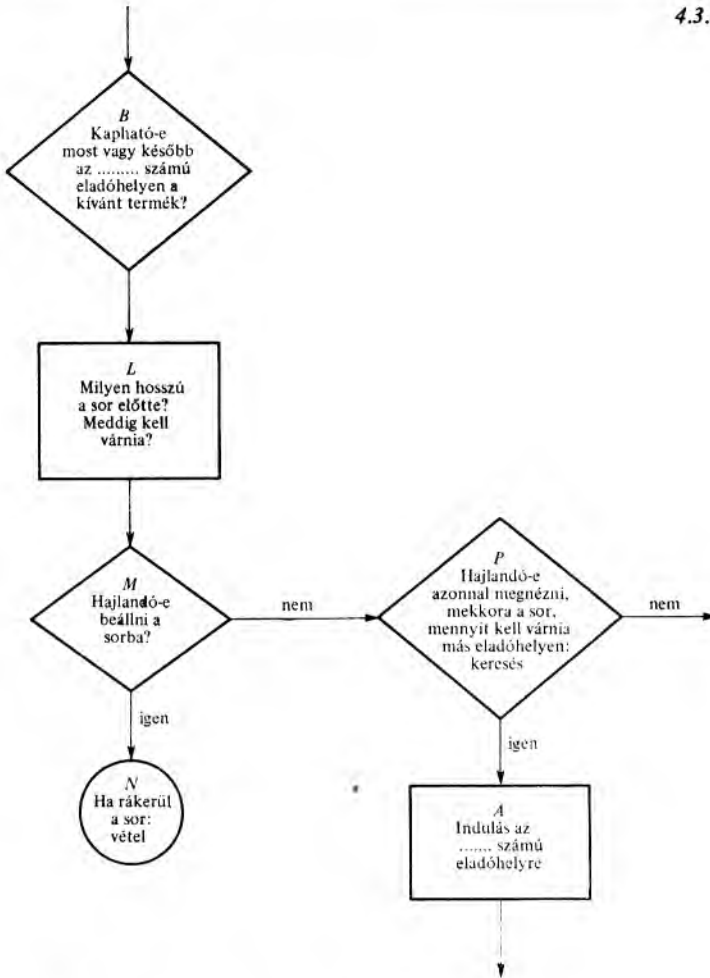 4.3.
B
Kapható-e
most vagy később
az ......... számú
eladóhelyen a
kívánt termék?
L
Milyen hosszú
a sor előtte?
Meddig kell
várnia?
M
Hajlandó-e
beállni a
sorba?
nem
P
Hajlandó-e
azonnal megnézni,
mekkora a sor,
mennyit kell várnia
más eladóhelyen:
keresés
nem
igen
igen
N
Ha rákerül
a sor:
vétel
A
Indulás az
....... számú
eladóhelyre